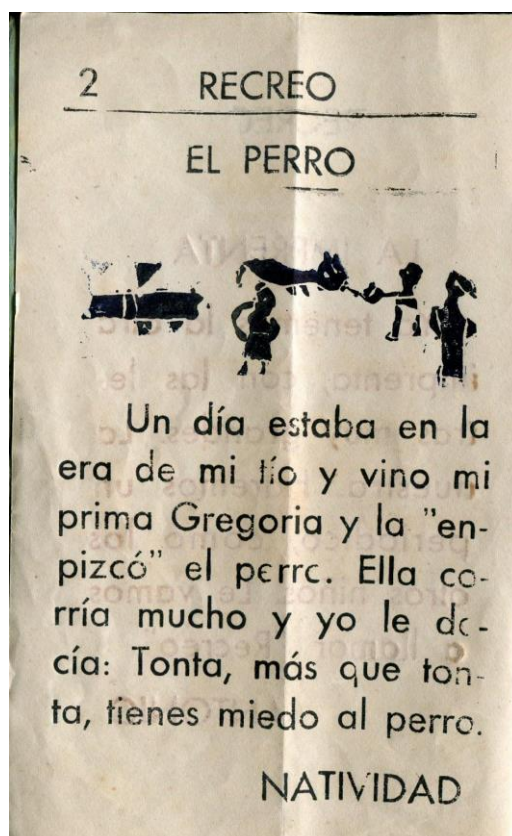 2 RECREO
EL PERRO
Un día estaba en la
era de mi tío y vino mi
prima Gregoria y la "en-
pizcó" el perro. Ella co-
rría mucho y yo le de-
cía: Tonta, más que ton-
ta, tienes miedo al perro.
NATIVIDAD